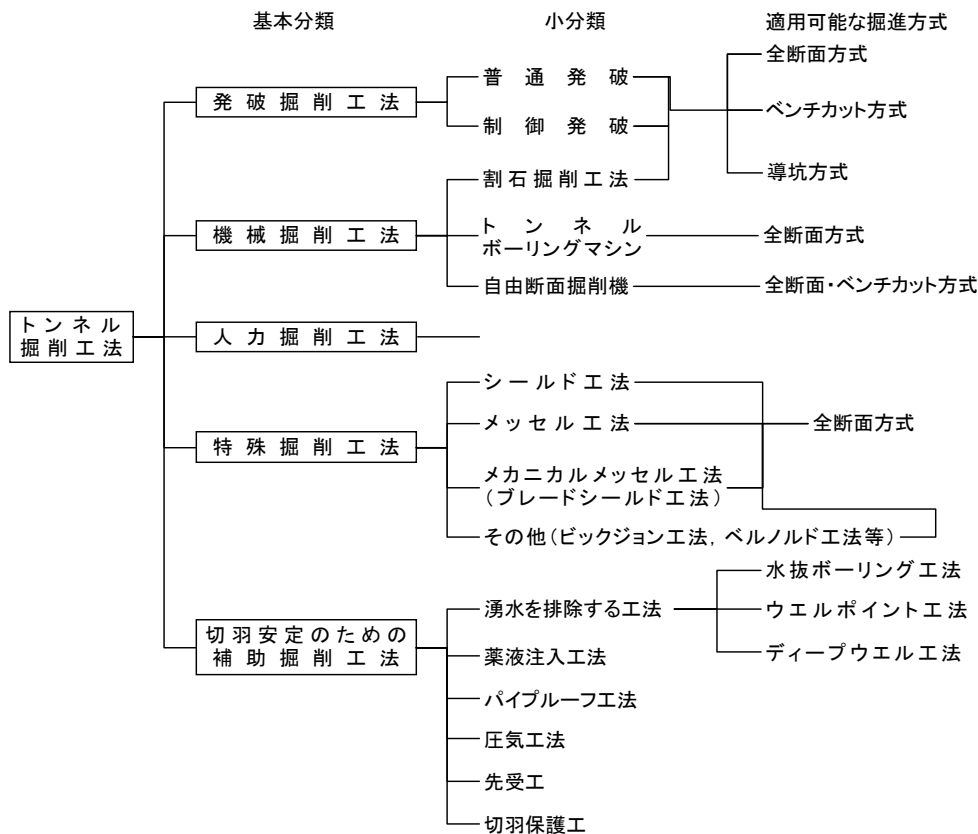 基本分類
小分類
適用可能な掘進方式
トンネル
掘削工法
発破掘削工法
普通発破
制御発破
全断面方式
ベンチカット方式
導坑方式
機械掘削工法
割石掘削工法
トンネル
ボーリングマシン
全断面方式
自由断面掘削機
全断面・ベンチカット方式
人力掘削工法
特殊掘削工法
シールド工法
メッセル工法
全断面方式
メカニカルメッセル工法
(ブレードシールド工法)
その他(ビックジョン工法, ベルノルド工法等)
切羽安定のための
補助掘削工法
湧水を排除する工法
水抜ボーリング工法
ウエルポイント工法
ディープウエル工法
薬液注入工法
パイプルーフ工法
圧気工法
先受工
切羽保護工